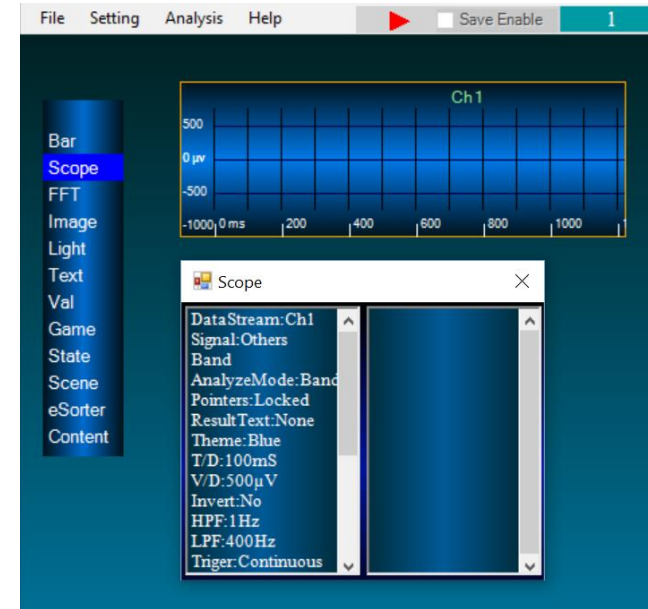 File Setting Analysis Help Save Enable 1
Ch1
500
0 µv
-500
-1000 0 ms 200 400 600 800 1000
Bar
Scope
FFT
Image
Light
Text
Val
Game
State
Scene
eSorter
Content
Scope
DataStream:Ch1
Signal:Others
Band
AnalyzeMode:Band
Pointers:Locked
ResultText:None
Theme:Blue
T/D:100mS
V/D:500µV
Invert:No
HPF:1Hz
LPF:400Hz
Triger:Continuous